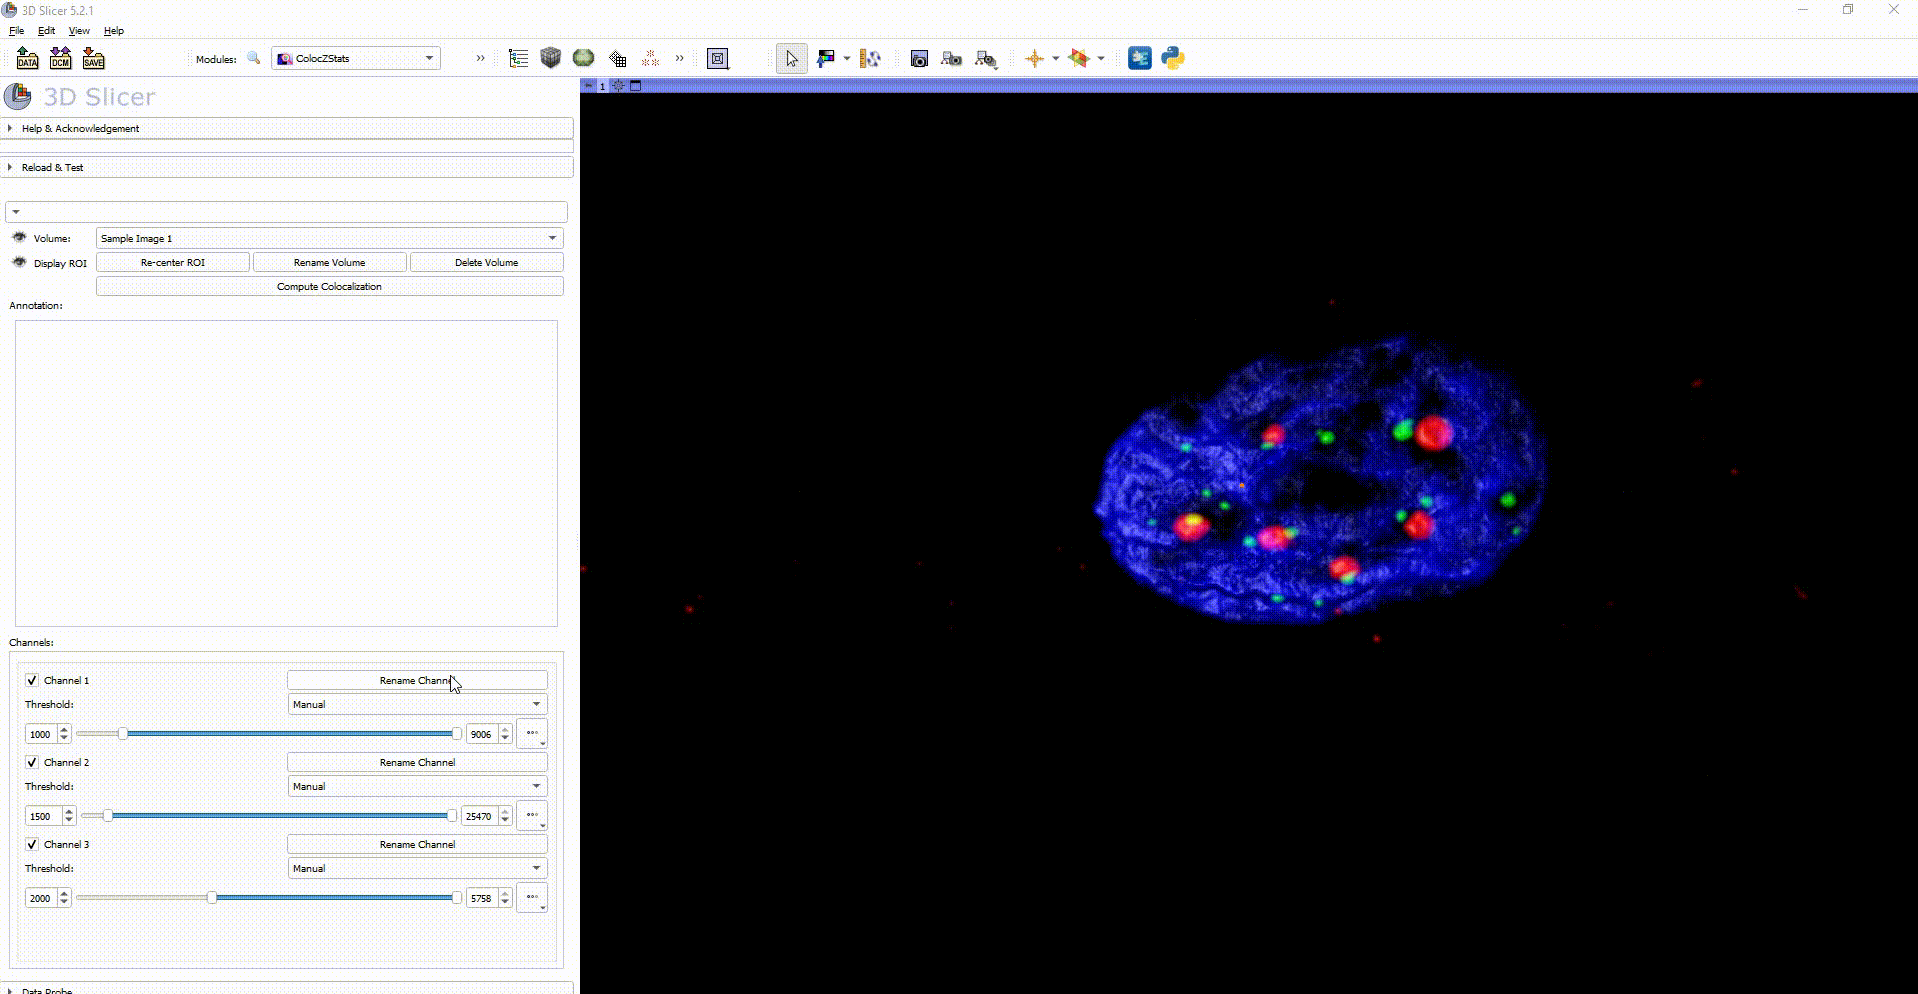 3D Slicer 5.2.1
File Edit View Help
DATA DCM SAVE Modules: ColocZStats
1
3D Slicer
Help & Acknowledgement
Reload & Test
Volume: Sample Image 1
Display ROI Re-center ROI Rename Volume Delete Volume
Compute Colocalization
Annotation:
Channels:
Channel 1 Rename Channel
Threshold: Manual
1000 9006
Channel 2 Rename Channel
Threshold: Manual
1500 25470
Channel 3 Rename Channel
Threshold: Manual
2000 5758
Data Probe